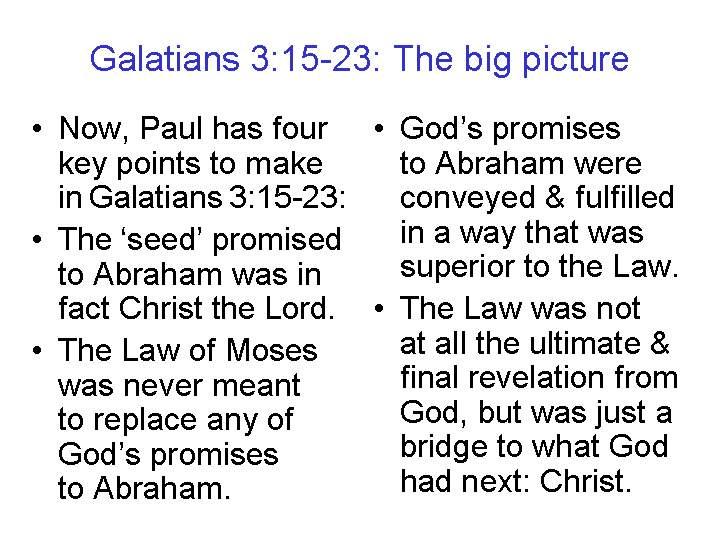 Galatians 3:15-23: The big picture
• Now, Paul has four
key points to make
in Galatians 3:15-23:
• The ‘seed’ promised
to Abraham was in
fact Christ the Lord.
• The Law of Moses
was never meant
to replace any of
God’s promises
to Abraham.
• God’s promises
to Abraham were
conveyed & fulfilled
in a way that was
superior to the Law.
• The Law was not
at all the ultimate &
final revelation from
God, but was just a
bridge to what God
had next: Christ.